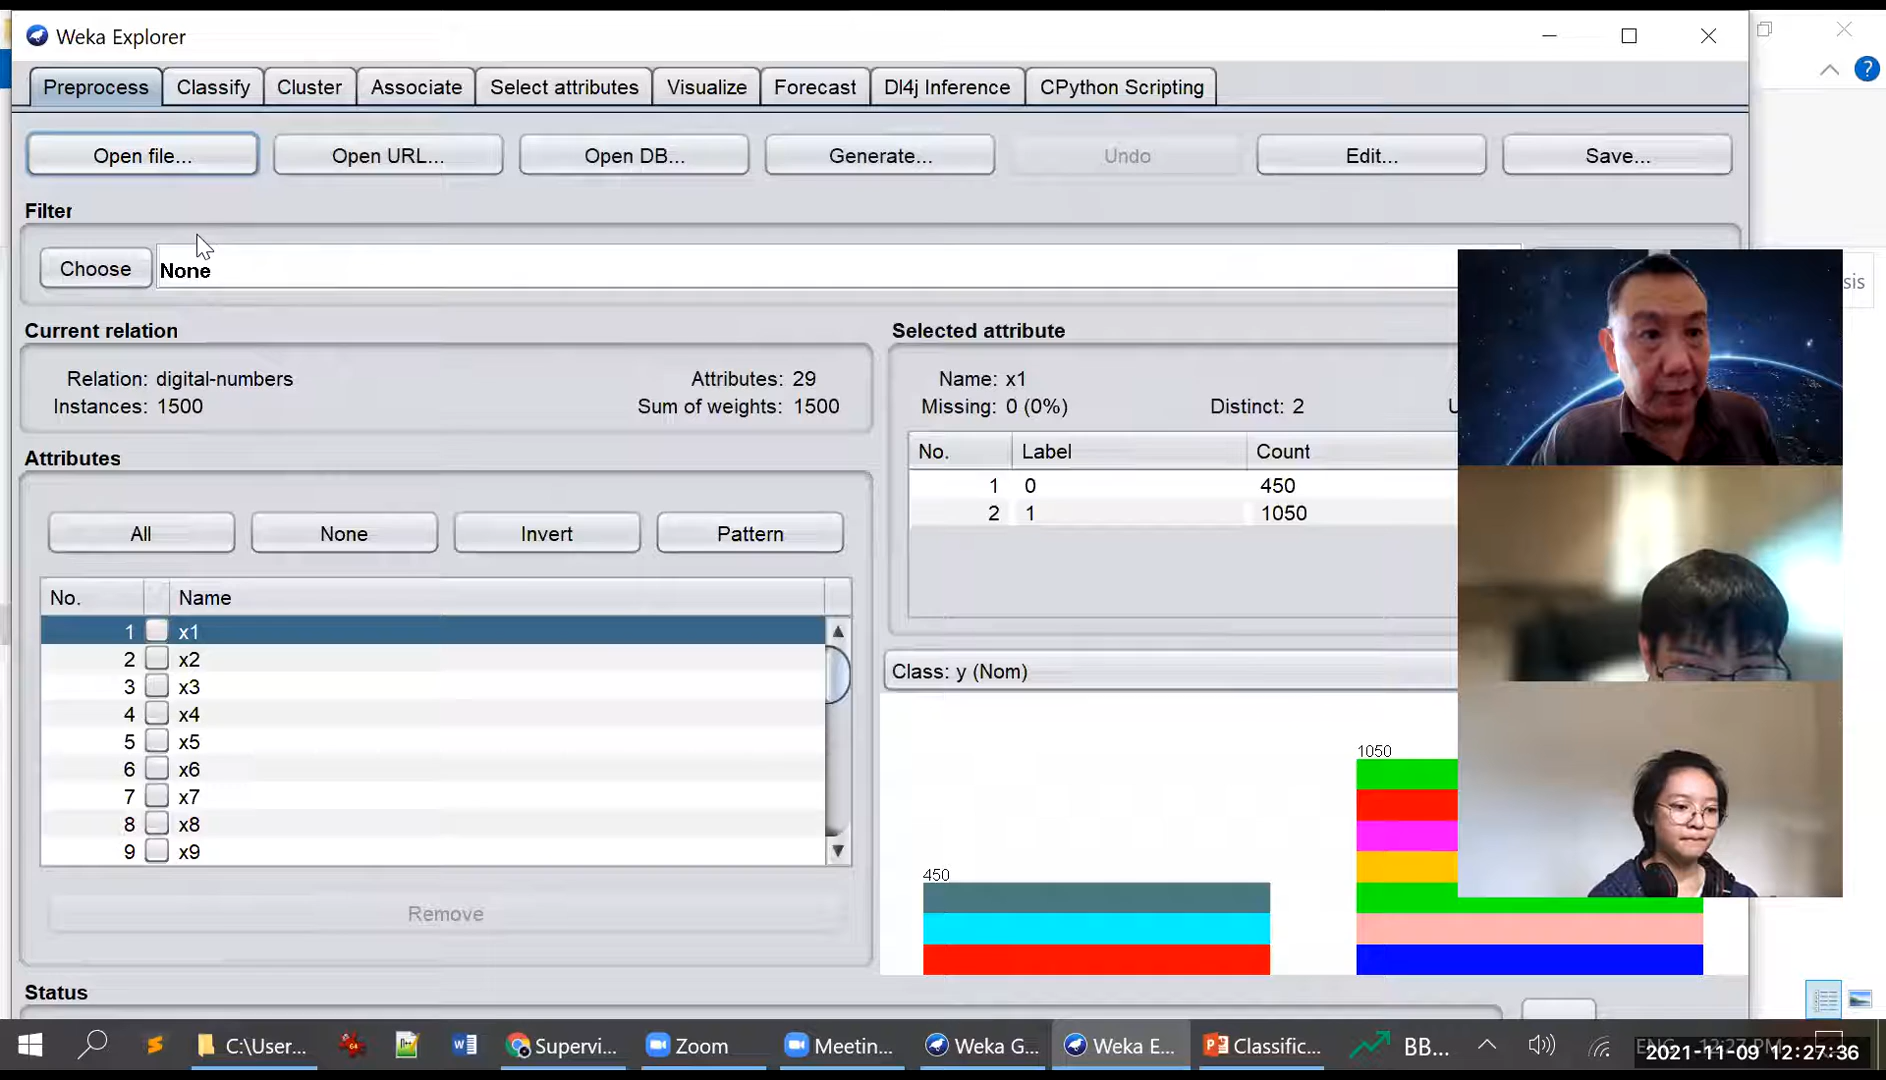 Weka Explorer
Preprocess Classify Cluster Associate Select attributes Visualize Forecast Dl4j Inference CPython Scripting
Open file... Open URL... Open DB... Generate... Undo Edit... Save...
Filter
Choose None
sis
Current relation
Relation: digital-numbers Attributes: 29
Instances: 1500 Sum of weights: 1500
Selected attribute
Name: x1
Missing: 0 (0%) Distinct: 2 U
No. Label Count
1 0 450
2 1 1050
Attributes
All None Invert Pattern
No. Name
1 x1
2 x2
3 x3
4 x4
5 x5
6 x6
7 x7
8 x8
9 x9
Remove
Class: y (Nom)
1050
450
Status
C:\User... Supervi... Zoom Meetin... Weka G... Weka E... Classific... BB...
2021-11-09 12:27:36